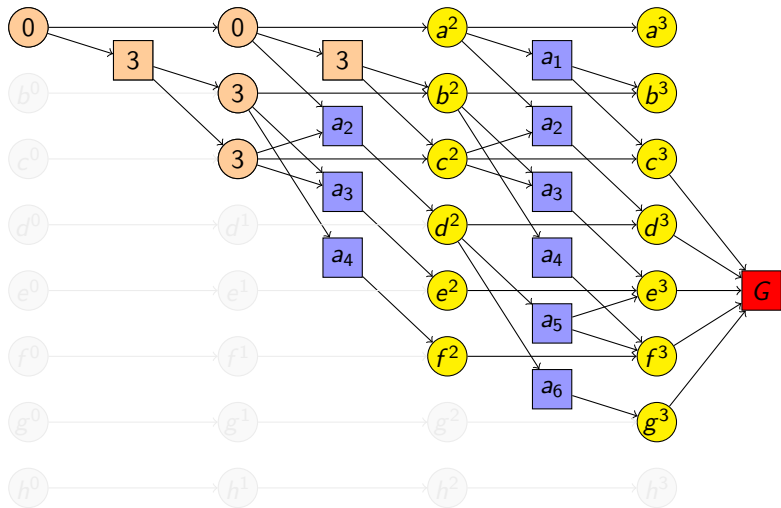 0 0 a² a³
3 3 a₁
b⁰ 3 b² b³
a₂ a₂
c⁰ 3 c² c³
a₃ a₃
d⁰ d¹ d² d³
a₄ a₄
e⁰ e¹ e² e³ G
a₅
f⁰ f¹ f² f³
a₆
g⁰ g¹ g² g³
h⁰ h¹ h² h³